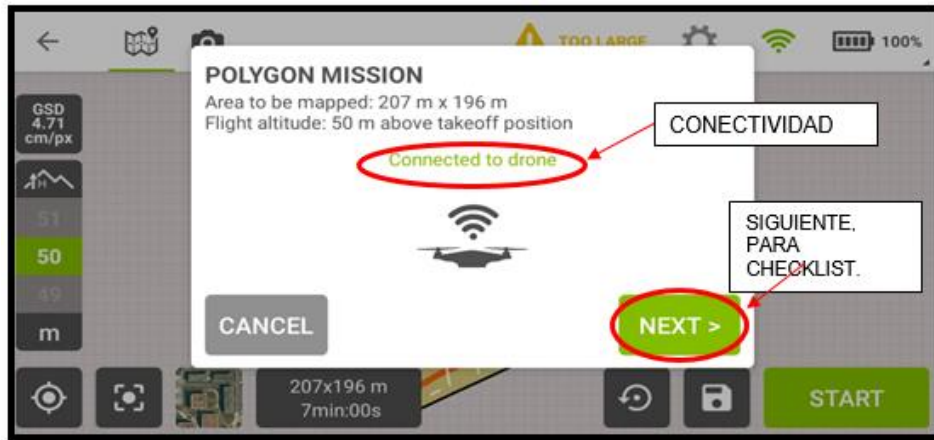 TOO LARGE
100%
GSD
4.71
cm/px
POLYGON MISSION
Area to be mapped: 207 m x 196 m
Flight altitude: 50 m above takeoff position
Connected to drone
CONECTIVIDAD
H
51
50
49
m
SIGUIENTE,
PARA
CHECKLIST.
CANCEL
NEXT >
207x196 m
7min:00s
START